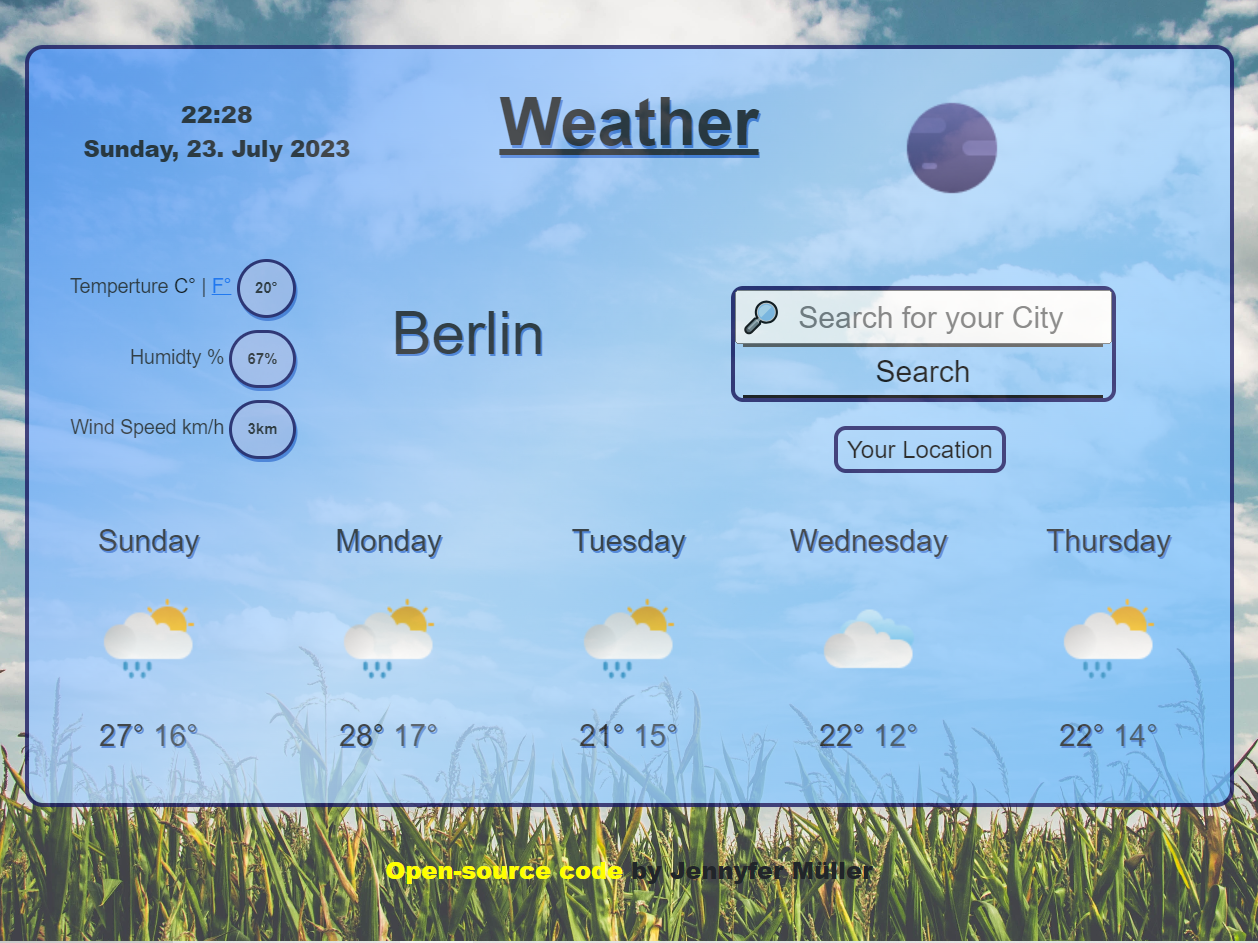 22:28
Sunday, 23. July 2023
Weather
Temperture C° | F° 20°
Humidty % 67%
Wind Speed km/h 3km
Berlin
Search for your City
Search
Your Location
Sunday Monday Tuesday Wednesday Thursday
27° 16° 28° 17° 21° 15° 22° 12° 22° 14°
Open-source code by Jennyfer Müller